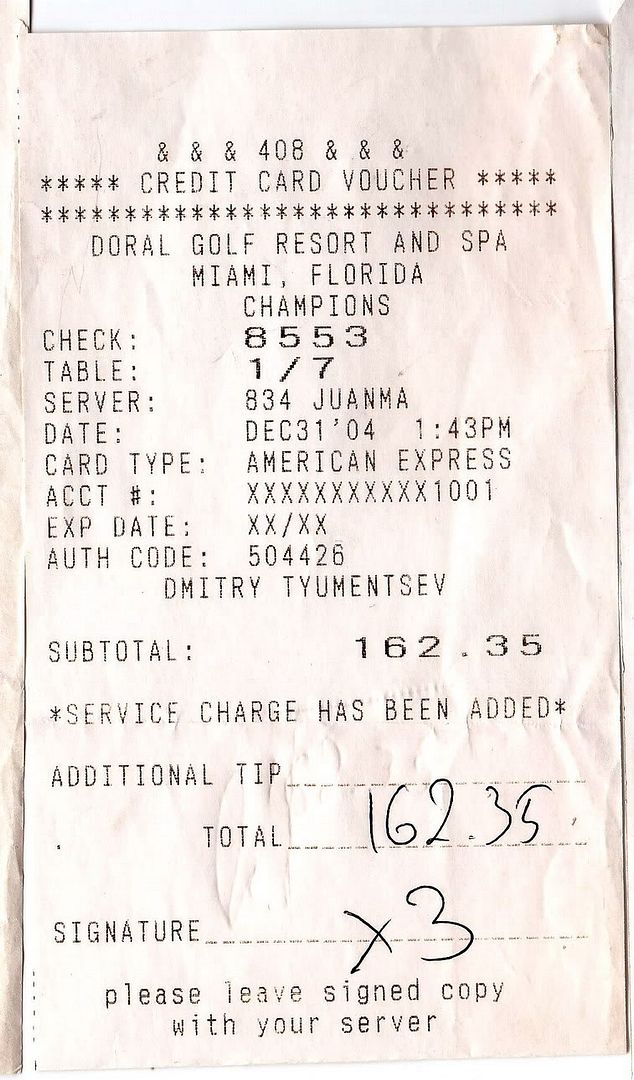 & & & 408 & & &
***** CREDIT CARD VOUCHER *****
*******************************
DORAL GOLF RESORT AND SPA
MIAMI, FLORIDA
CHAMPIONS
CHECK: 8553
TABLE: 1/7
SERVER: 834 JUANMA
DATE: DEC31'04 1:43PM
CARD TYPE: AMERICAN EXPRESS
ACCT #: XXXXXXXXXXX1001
EXP DATE: XX/XX
AUTH CODE: 504426
DMITRY TYUMENTSEV
SUBTOTAL: 162.35
*SERVICE CHARGE HAS BEEN ADDED*
ADDITIONAL TIP
TOTAL 162.35
SIGNATURE x3
please leave signed copy
with your server